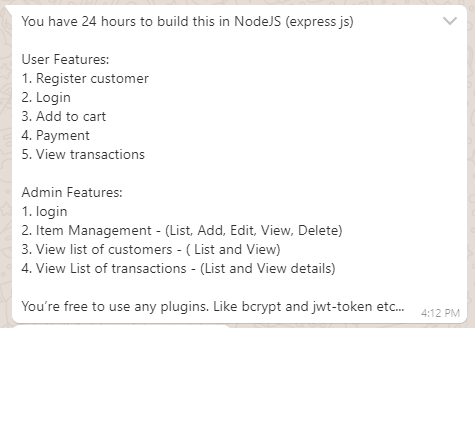 You have 24 hours to build this in NodeJS (express js)
User Features:
1. Register customer
2. Login
3. Add to cart
4. Payment
5. View transactions
Admin Features:
1. login
2. Item Management - (List, Add, Edit, View, Delete)
3. View list of customers - ( List and View)
4. View List of transactions - (List and View details)
You're free to use any plugins. Like bcrypt and jwt-token etc...
4:12 PM